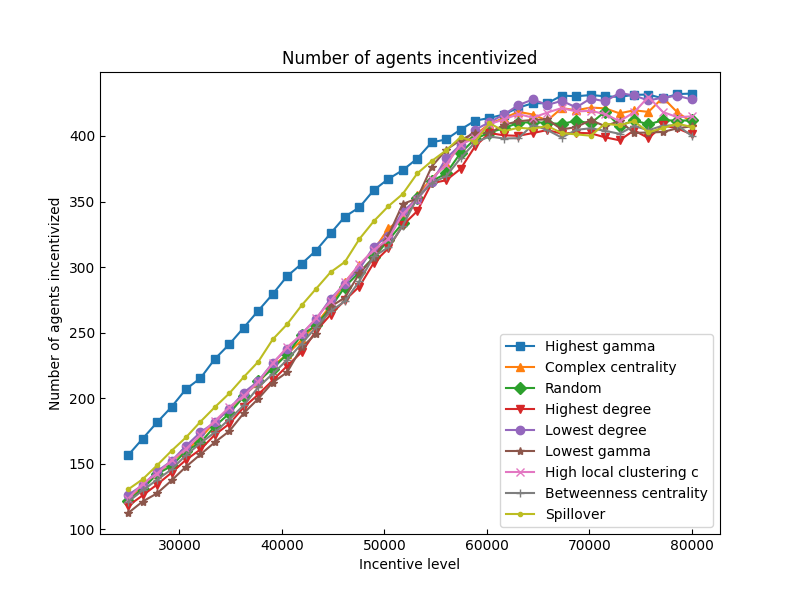 Number of agents incentivized
Number of agents incentivized
400
350
300
250
200
150
100
30000
40000
50000
60000
70000
80000
Incentive level
Highest gamma
Complex centrality
Random
Highest degree
Lowest degree
Lowest gamma
High local clustering c
Betweenness centrality
Spillover